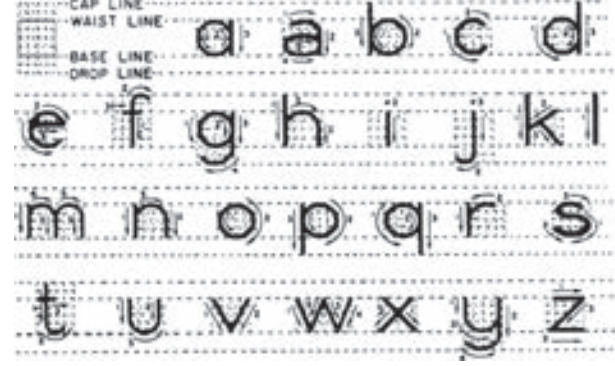 CAP LINE
WAIST LINE
a a b c d
BASE LINE
DROP LINE
e f g h i j k l
m n o p q r s
t u v w x y z